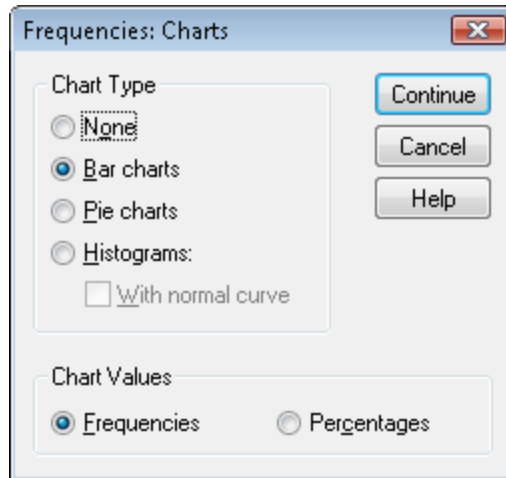 Frequencies: Charts
Chart Type
None
Bar charts
Pie charts
Histograms:
With normal curve
Continue
Cancel
Help
Chart Values
Frequencies
Percentages